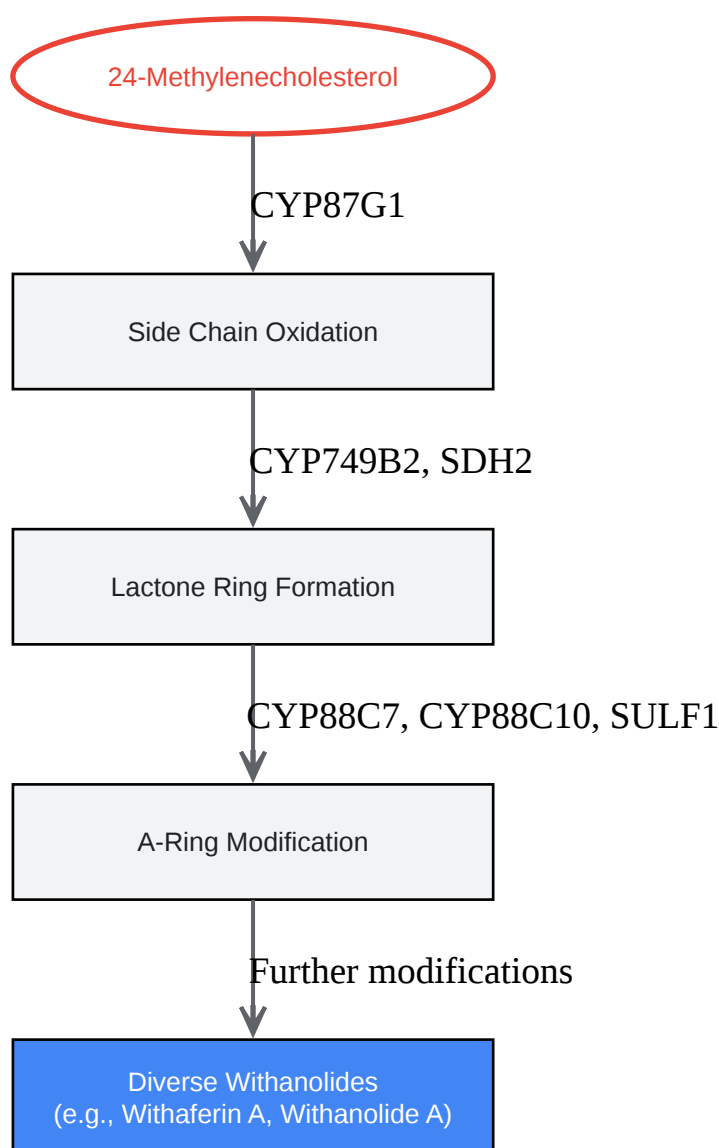 24-Methylenecholesterol
CYP87G1
Side Chain Oxidation
CYP749B2, SDH2
Lactone Ring Formation
CYP88C7, CYP88C10, SULF1
A-Ring Modification
Further modifications
Diverse Withanolides
(e.g., Withaferin A, Withanolide A)